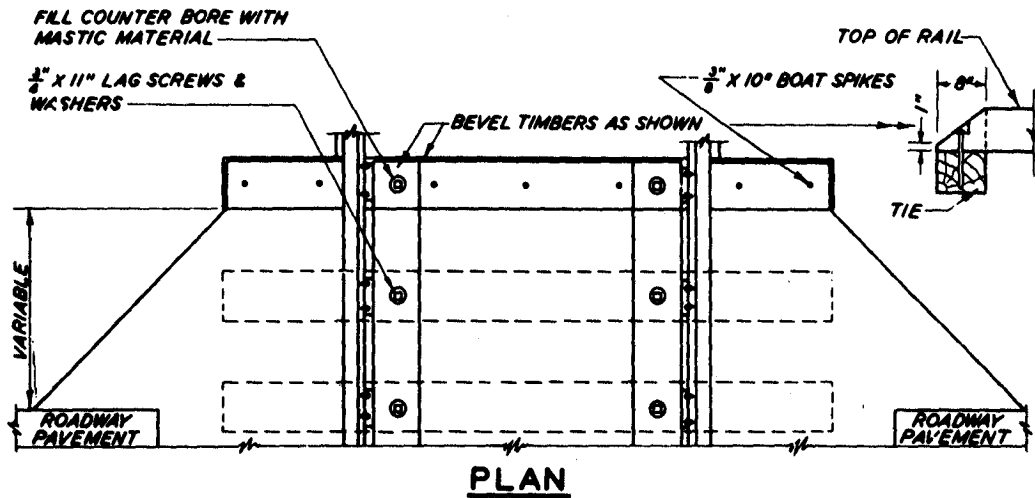 FILL COUNTER BORE WITH
MASTIC MATERIAL
3/4" X 11" LAG SCREWS &
WASHERS
BEVEL TIMBERS AS SHOWN
3/8" X 10" BOAT SPIKES
TOP OF RAIL
8"
1"
TIE
VARIABLE
ROADWAY
PAVEMENT
ROADWAY
PAVEMENT
PLAN